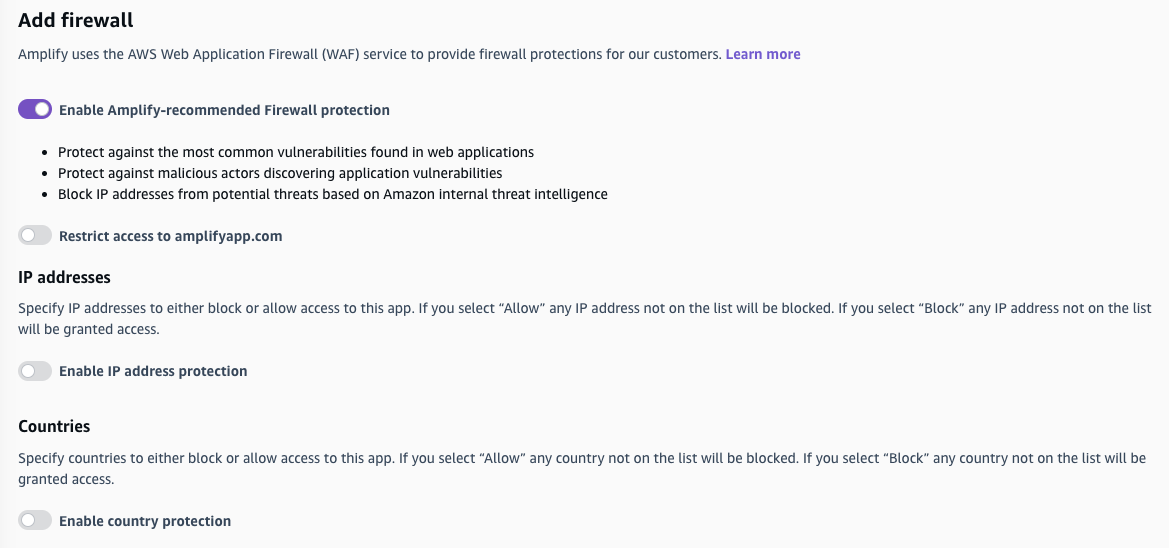 Add firewall
Amplify uses the AWS Web Application Firewall (WAF) service to provide firewall protections for our customers. Learn more
Enable Amplify-recommended Firewall protection
• Protect against the most common vulnerabilities found in web applications
• Protect against malicious actors discovering application vulnerabilities
• Block IP addresses from potential threats based on Amazon internal threat intelligence
Restrict access to amplifyapp.com
IP addresses
Specify IP addresses to either block or allow access to this app. If you select “Allow” any IP address not on the list will be blocked. If you select “Block” any IP address not on the list
will be granted access.
Enable IP address protection
Countries
Specify countries to either block or allow access to this app. If you select “Allow” any country not on the list will be blocked. If you select “Block” any country not on the list will be
granted access.
Enable country protection